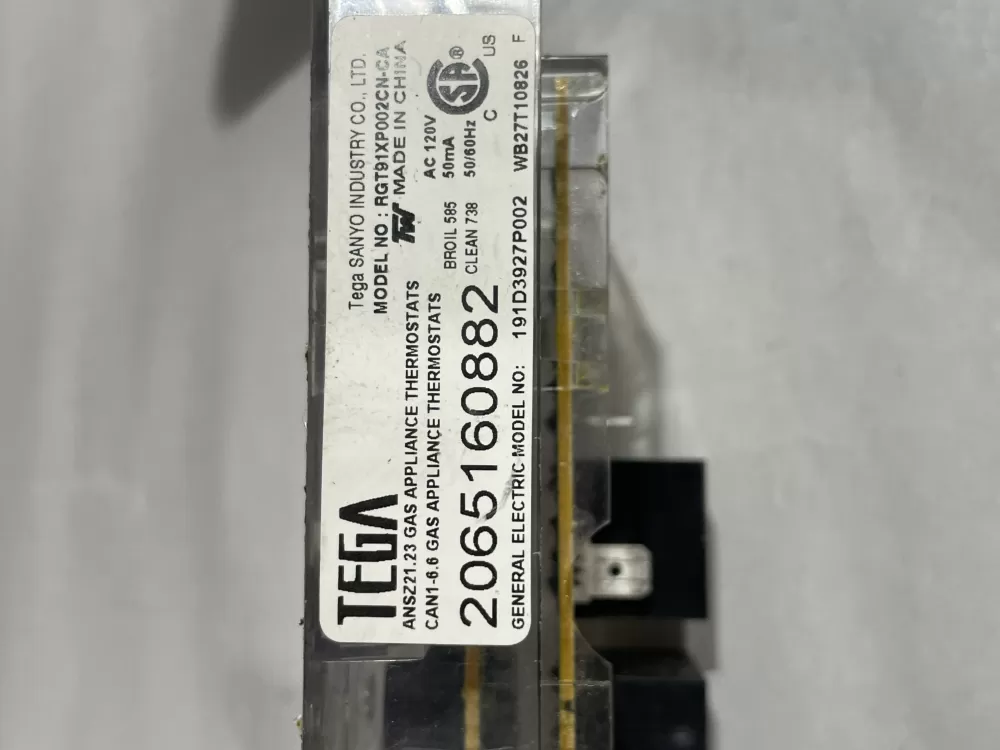 Tega SANYO INDUSTRY CO., LTD.
MODEL NO : RGT91XP002CN-CA
MADE IN CHINA
TEGA
ANSZ21.23 GAS APPLIANCE THERMOSTATS
CAN1-6.6 GAS APPLIANCE THERMOSTATS
BROIL 585
CLEAN 738
AC 120V
50mA
50/60Hz
SA ®
C US
2065160882
GENERAL ELECTRIC MODEL NO: 191D3927P002 WB27T10826 F